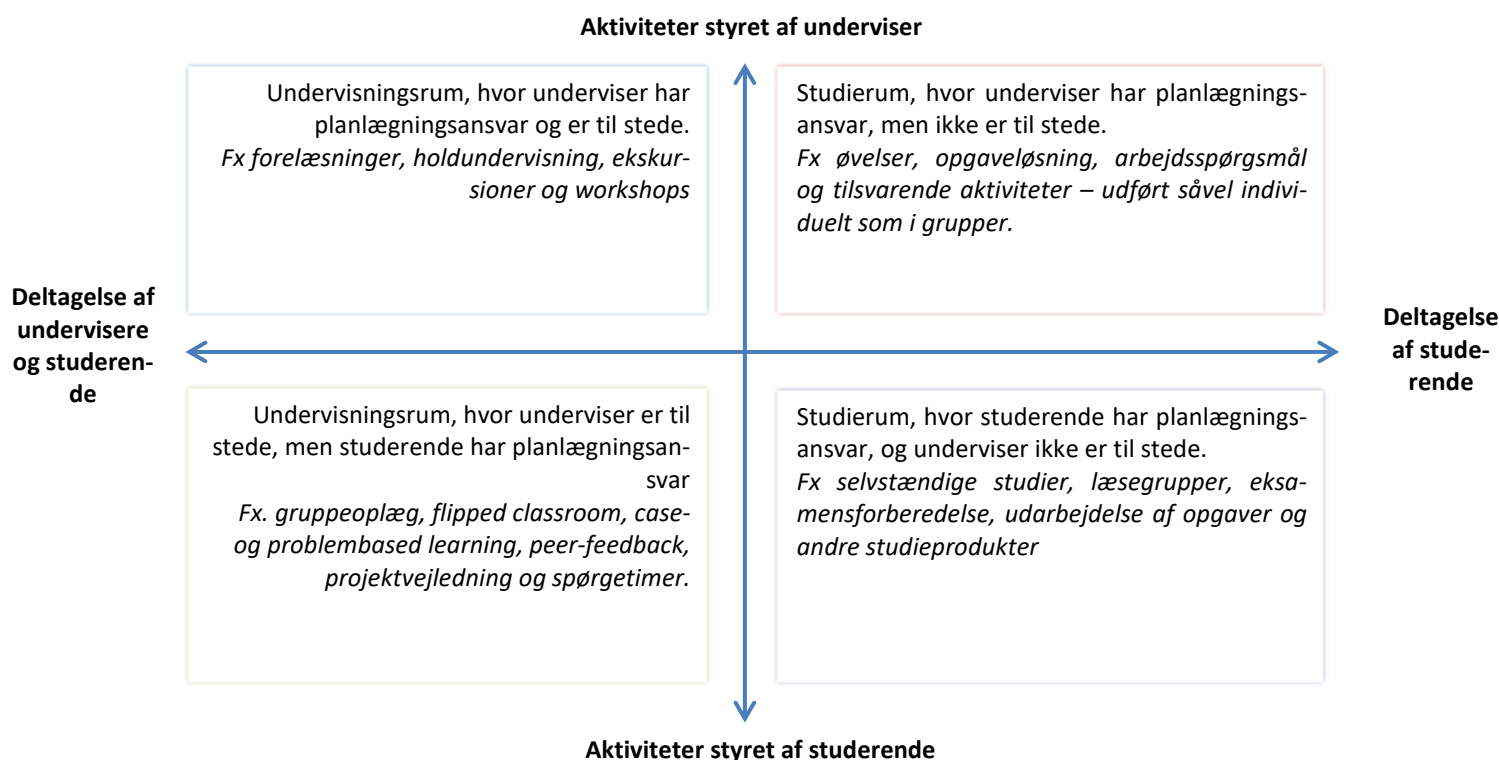 Aktiviteter styret af underviser
Undervisningsrum, hvor underviser har
planlægningsansvar og er til stede.
Fx forelæsninger, holdundervisning, ekskur-
sioner og workshops
Studierum, hvor underviser har planlægnings-
ansvar, men ikke er til stede.
Fx øvelser, opgaveløsning, arbejdsspørgsmål
og tilsvarende aktiviteter – udført såvel indivi-
duelt som i grupper.
Deltagelse af
undervisere
og studeren-
de
Deltagelse
af stude-
rende
Undervisningsrum, hvor underviser er til
stede, men studerende har planlægningsan-
svar
Fx. gruppeoplæg, flipped classroom, case-
og problembased learning, peer-feedback,
projektvejledning og spørgetimer.
Studierum, hvor studerende har planlægnings-
ansvar, og underviser ikke er til stede.
Fx selvstændige studier, læsegrupper, eksa-
mensforberedelse, udarbejdelse af opgaver og
andre studieprodukter
Aktiviteter styret af studerende